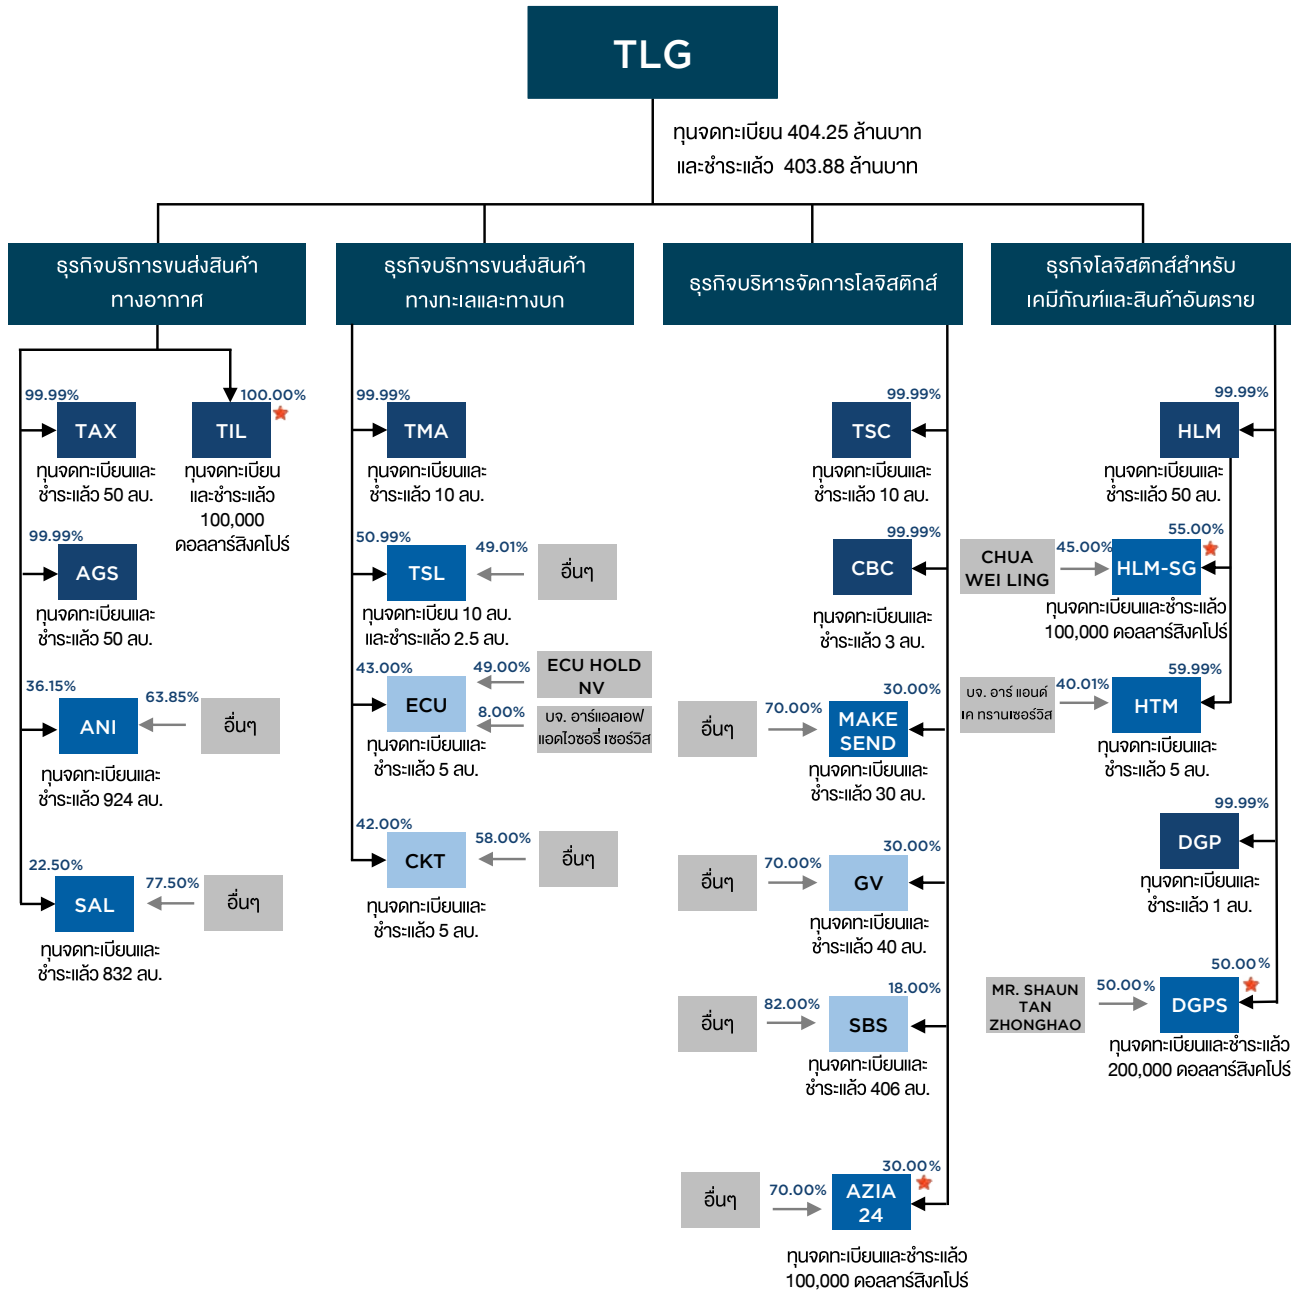 TLG
ทุนจดทะเบียน 404.25 ล้านบาท
และชำระแล้ว 403.88 ล้านบาท
ธุรกิจบริการขนส่งสินค้า
ทางอากาศ
99.99%
TAX
ทุนจดทะเบียนและ
ชำระแล้ว 50 ลบ.
100.00%
TIL
ทุนจดทะเบียน
และชำระแล้ว
100,000
ดอลลาร์สิงคโปร์
99.99%
AGS
ทุนจดทะเบียนและ
ชำระแล้ว 50 ลบ.
36.15%
ANI
63.85%
อื่นๆ
ทุนจดทะเบียนและ
ชำระแล้ว 924 ลบ.
22.50%
SAL
77.50%
อื่นๆ
ทุนจดทะเบียนและ
ชำระแล้ว 832 ลบ.
ธุรกิจบริการขนส่งสินค้า
ทางทะเลและทางบก
99.99%
TMA
ทุนจดทะเบียนและ
ชำระแล้ว 10 ลบ.
50.99%
TSL
49.01%
อื่นๆ
ทุนจดทะเบียน 10 ลบ.
และชำระแล้ว 2.5 ลบ.
43.00%
ECU
49.00%
ECU HOLD
NV
8.00%
บจ. อาร์แอลเอฟ
แอดไวซอรี่ เซอร์วิส
ทุนจดทะเบียนและ
ชำระแล้ว 5 ลบ.
42.00%
CKT
58.00%
อื่นๆ
ทุนจดทะเบียนและ
ชำระแล้ว 5 ลบ.
ธุรกิจบริหารจัดการโลจิสติกส์
99.99%
TSC
ทุนจดทะเบียนและ
ชำระแล้ว 10 ลบ.
99.99%
CBC
ทุนจดทะเบียนและ
ชำระแล้ว 3 ลบ.
30.00%
อื่นๆ
70.00%
MAKE
SEND
ทุนจดทะเบียนและ
ชำระแล้ว 30 ลบ.
30.00%
อื่นๆ
70.00%
GV
ทุนจดทะเบียนและ
ชำระแล้ว 40 ลบ.
18.00%
อื่นๆ
82.00%
SBS
ทุนจดทะเบียนและ
ชำระแล้ว 406 ลบ.
30.00%
อื่นๆ
70.00%
AZIA
24
ทุนจดทะเบียนและชำระแล้ว
100,000 ดอลลาร์สิงคโปร์
ธุรกิจโลจิสติกส์สำหรับ
เคมีภัณฑ์และสินค้าอันตราย
99.99%
HLM
ทุนจดทะเบียนและ
ชำระแล้ว 50 ลบ.
55.00%
CHUA
WEI LING
45.00%
HLM-SG
ทุนจดทะเบียนและชำระแล้ว
100,000 ดอลลาร์สิงคโปร์
59.99%
บจ. อาร์ แอนด์
เค ทรานเซอร์วิส
40.01%
HTM
ทุนจดทะเบียนและ
ชำระแล้ว 5 ลบ.
99.99%
DGP
ทุนจดทะเบียนและ
ชำระแล้ว 1 ลบ.
50.00%
MR. SHAUN
TAN
ZHONGHAO
50.00%
DGPS
ทุนจดทะเบียนและชำระแล้ว
200,000 ดอลลาร์สิงคโปร์